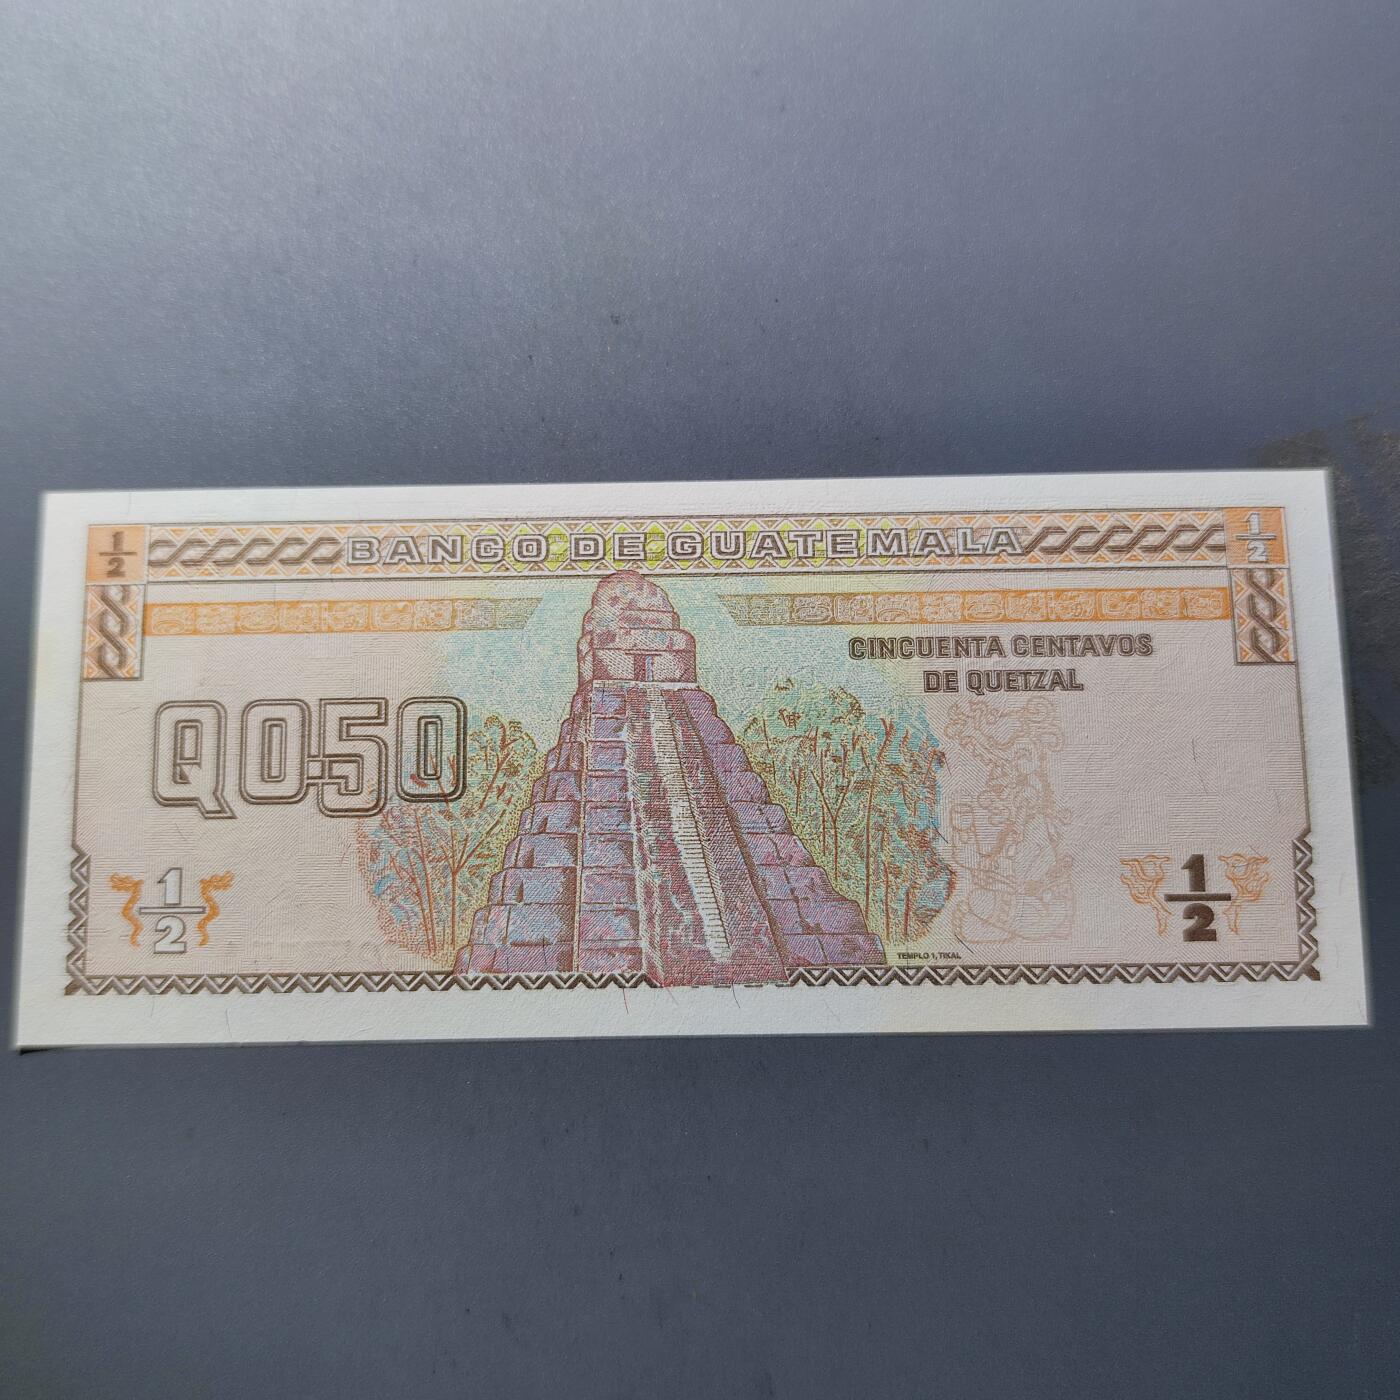 1/2
BANCO DE GUATEMALA
1/2
CINCUENTA CENTAVOS
DE QUETZAL
Q0.50
1/2
1/2
TEMPLO 1, TIKAL